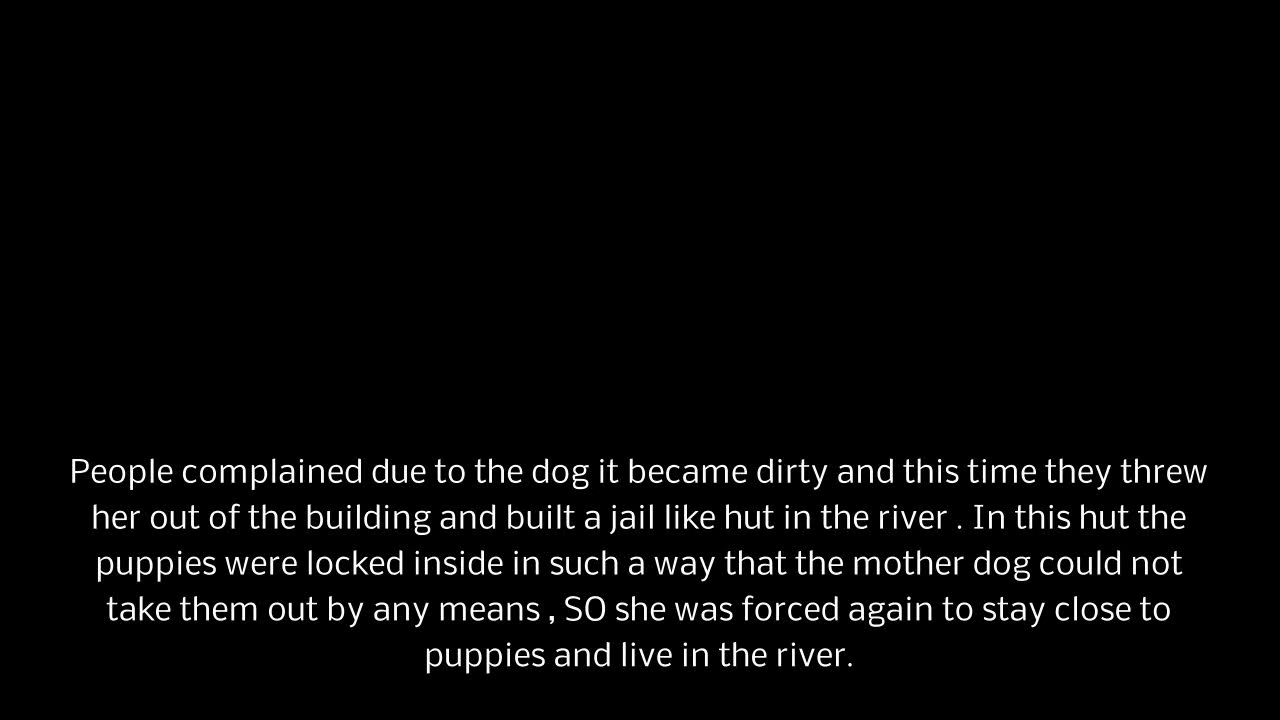 People complained due to the dog it became dirty and this time they threw
her out of the building and built a jail like hut in the river . In this hut the
puppies were locked inside in such a way that the mother dog could not
take them out by any means , SO she was forced again to stay close to
puppies and live in the river.